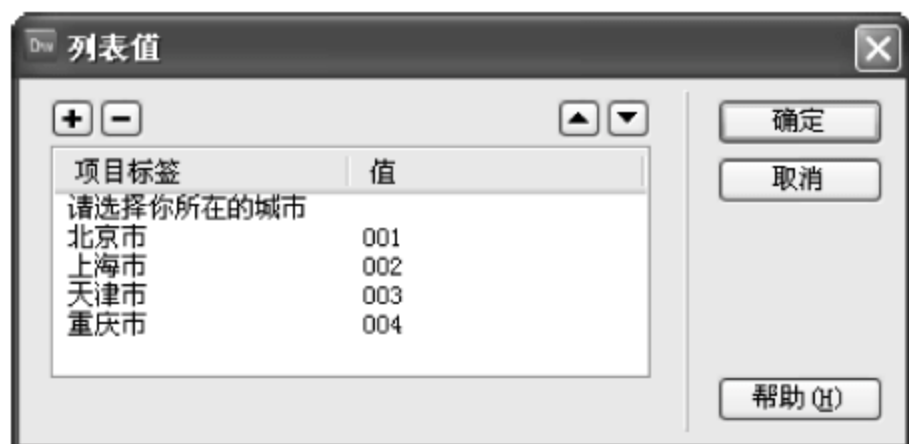 Dw 列表值
确定
取消
项目标签 值
请选择你所在的城市
北京市 001
上海市 002
天津市 003
重庆市 004
帮助(H)